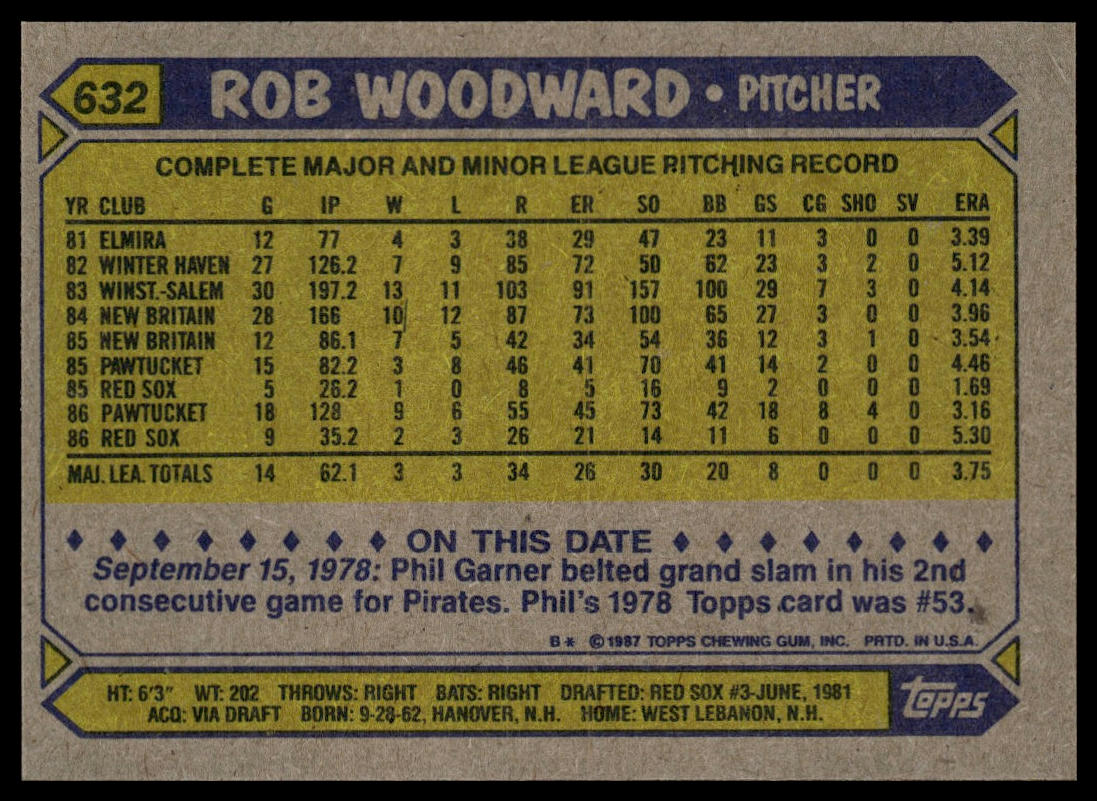 632 ROB WOODWARD • PITCHER
COMPLETE MAJOR AND MINOR LEAGUE PITCHING RECORD
YR CLUB G IP W L R ER SO BB GS CG SHO SV ERA
81 ELMIRA 12 77 4 3 38 29 47 23 11 3 0 0 3.39
82 WINTER HAVEN 27 126.2 7 9 85 72 50 62 23 3 2 0 5.12
83 WINST.-SALEM 30 197.2 13 11 103 91 157 100 29 7 3 0 4.14
84 NEW BRITAIN 28 166 10 12 87 73 100 65 27 3 0 0 3.96
85 NEW BRITAIN 12 86.1 7 5 42 34 54 36 12 3 1 0 3.54
85 PAWTUCKET 15 82.2 3 8 46 41 70 41 14 2 0 0 4.46
85 RED SOX 5 26.2 1 0 8 5 16 9 2 0 0 0 1.69
86 PAWTUCKET 18 128 9 6 55 45 73 42 18 8 4 0 3.16
86 RED SOX 9 35.2 2 3 26 21 14 11 6 0 0 0 5.30
MAJ. LEA. TOTALS 14 62.1 3 3 34 26 30 20 8 0 0 0 3.75
ON THIS DATE
September 15, 1978: Phil Garner belted grand slam in his 2nd
consecutive game for Pirates. Phil's 1978 Topps card was #53.
B* ©1987 TOPPS CHEWING GUM, INC. PRTD. IN U.S.A.
HT: 6'3" WT: 202 THROWS: RIGHT BATS: RIGHT DRAFTED: RED SOX #3-JUNE, 1981
ACQ: VIA DRAFT BORN: 9-28-62, HANOVER, N.H. HOME: WEST LEBANON, N.H.
topps